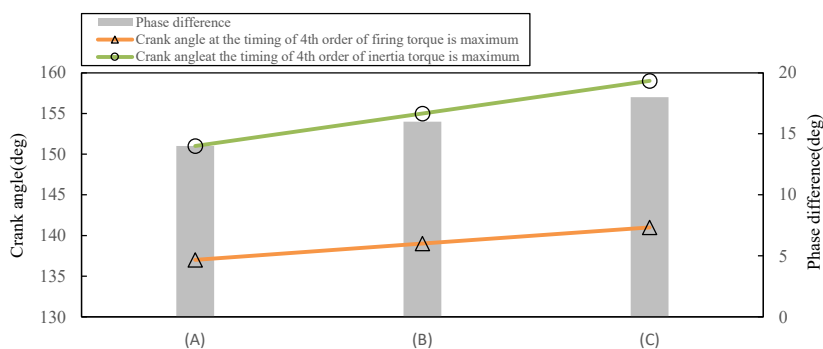 Phase difference
Crank angle at the timing of 4th order of firing torque is maximum
Crank angleat the timing of 4th order of inertia torque is maximum
160
155
150
145
140
135
130
Crank angle(deg)
20
15
10
5
0
Phase difference(deg)
(A)
(B)
(C)